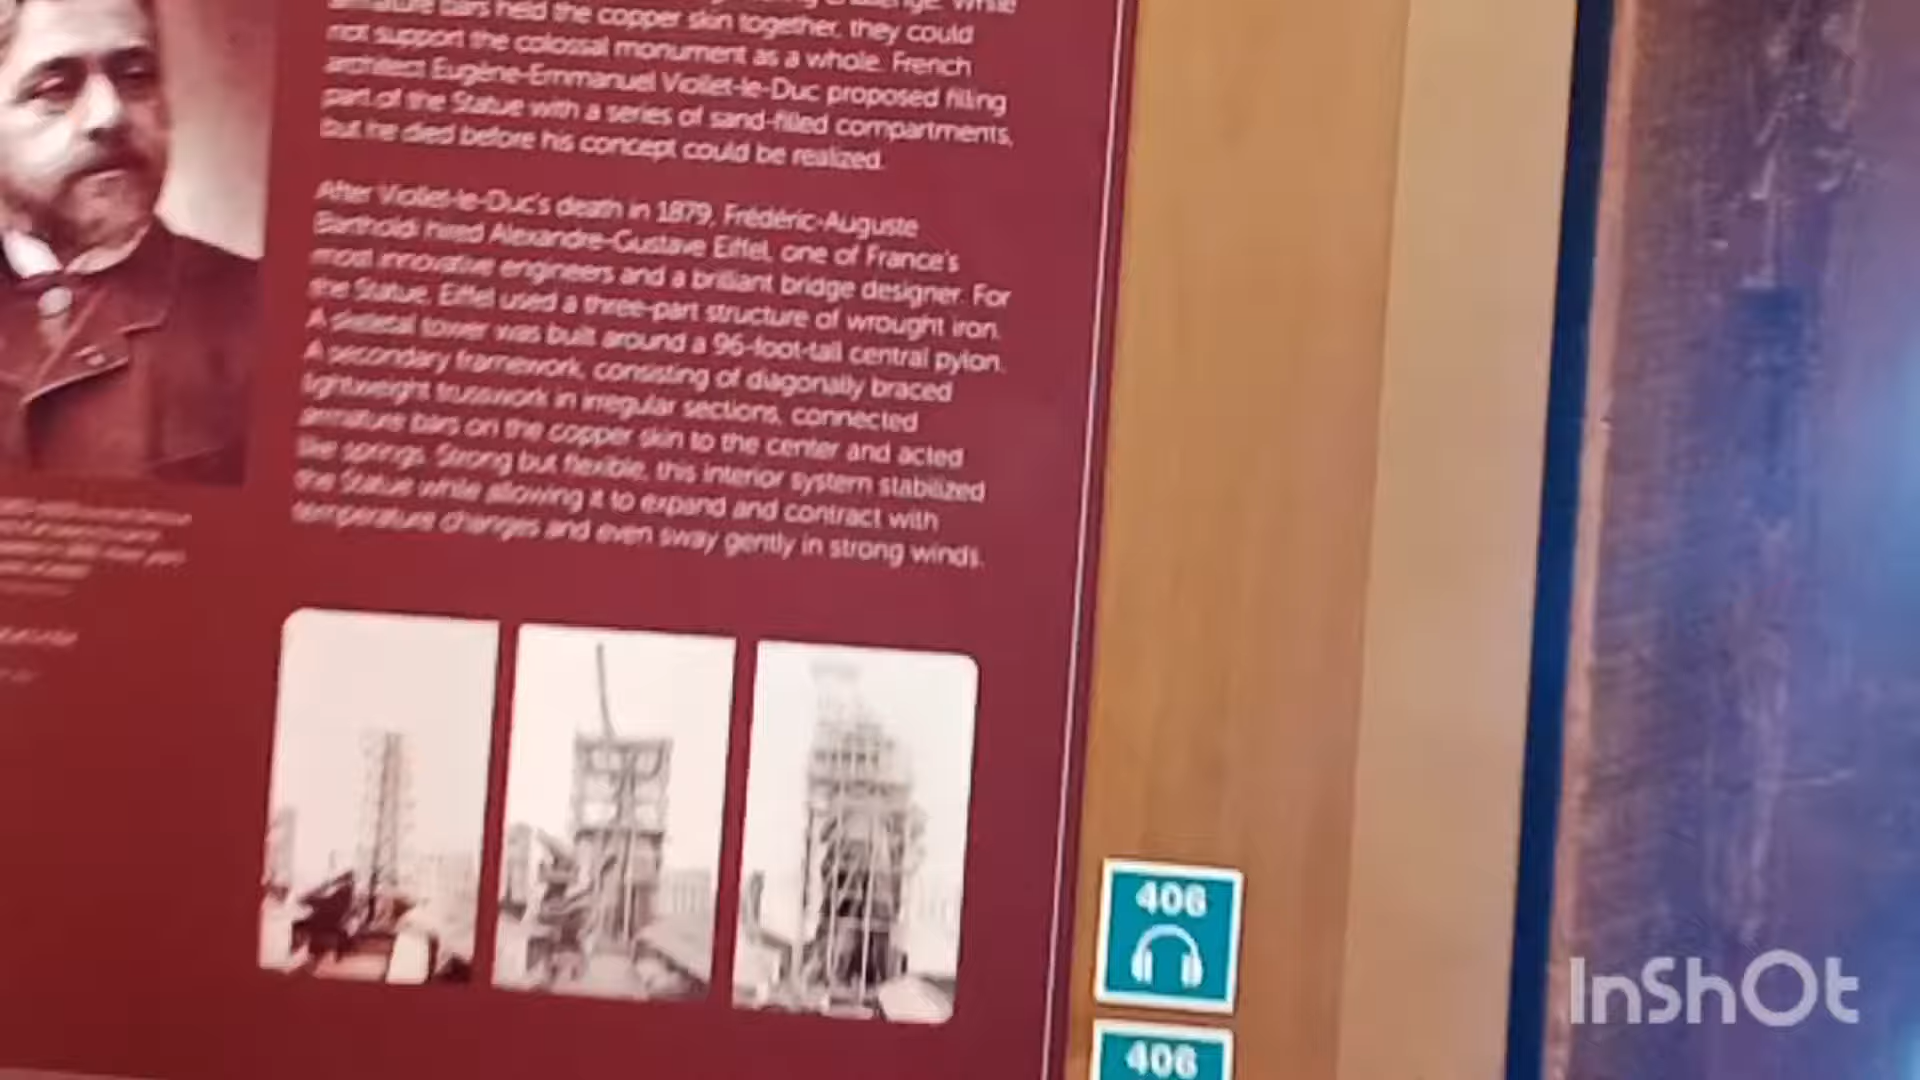 challenge. While
armature bars held the copper skin together, they could
not support the colossal monument as a whole. French
architect Eugène-Emmanuel Viollet-le-Duc proposed filling
part of the Statue with a series of sand-filled compartments,
but he died before his concept could be realized.
After Viollet-le-Duc's death in 1879, Frédéric-Auguste
Bartholdi hired Alexandre-Gustave Eiffel, one of France's
most innovative engineers and a brilliant bridge designer. For
the Statue, Eiffel used a three-part structure of wrought iron.
A skeletal tower was built around a 96-foot-tall central pylon.
A secondary framework, consisting of diagonally braced
lightweight trusswork in irregular sections, connected
armature bars on the copper skin to the center and acted
like springs. Strong but flexible, this interior system stabilized
the Statue while allowing it to expand and contract with
temperature changes and even sway gently in strong winds.
406
406
InShOt